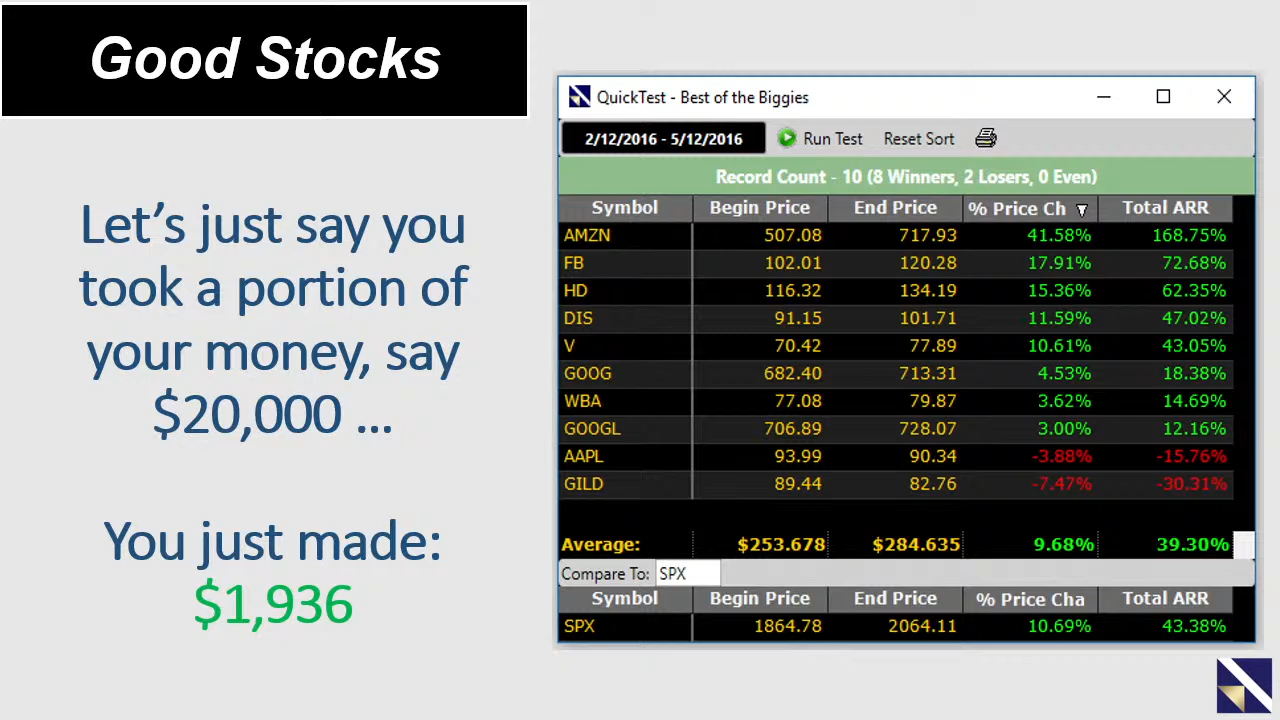 Good Stocks
Let's just say you
took a portion of
your money, say
$20,000 ...
You just made:
$1,936
QuickTest - Best of the Biggies
2/12/2016 - 5/12/2016 Run Test Reset Sort
Record Count - 10 (8 Winners, 2 Losers, 0 Even)
Symbol Begin Price End Price % Price Ch Total ARR
AMZN 507.08 717.93 41.58% 168.75%
FB 102.01 120.28 17.91% 72.68%
HD 116.32 134.19 15.36% 62.35%
DIS 91.15 101.71 11.59% 47.02%
V 70.42 77.89 10.61% 43.05%
GOOG 682.40 713.31 4.53% 18.38%
WBA 77.08 79.87 3.62% 14.69%
GOOGL 706.89 728.07 3.00% 12.16%
AAPL 93.99 90.34 -3.88% -15.76%
GILD 89.44 82.76 -7.47% -30.31%
Average: $253.678 $284.635 9.68% 39.30%
Compare To: SPX
Symbol Begin Price End Price % Price Cha Total ARR
SPX 1864.78 2064.11 10.69% 43.38%